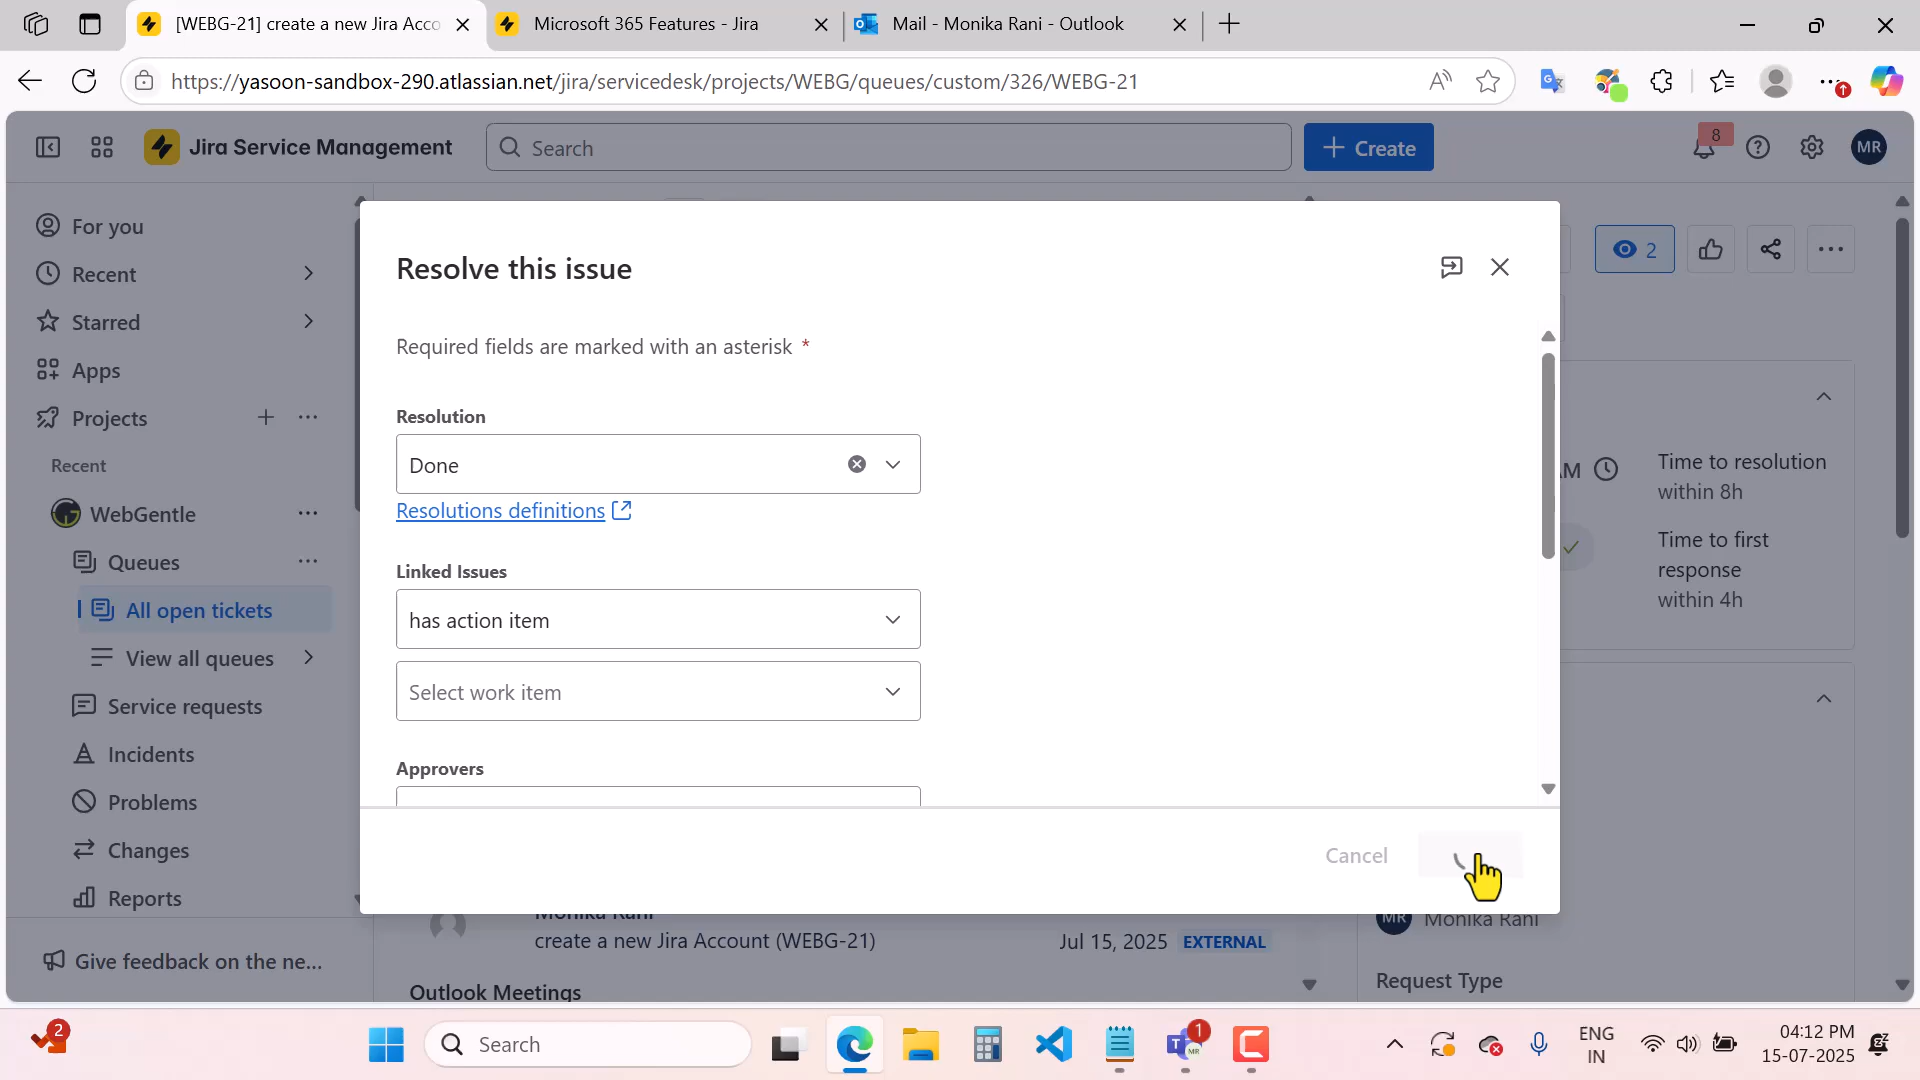 [WEBG-21] create a new Jira Acco
Microsoft 365 Features - Jira
Mail - Monika Rani - Outlook
https://yasoon-sandbox-290.atlassian.net/jira/servicedesk/projects/WEBG/queues/custom/326/WEBG-21
Jira Service Management
Search
Create
8
MR
For you
Recent
Starred
Apps
Projects
Recent
WebGentle
Queues
All open tickets
View all queues
Service requests
Incidents
Problems
Changes
Reports
Give feedback on the ne...
2
Resolve this issue
Required fields are marked with an asterisk *
Resolution
Done
Resolutions definitions
Linked Issues
has action item
Select work item
Approvers
Cancel
AM
Time to resolution
within 8h
Time to first
response
within 4h
Monika Rani
create a new Jira Account (WEBG-21)
Jul 15, 2025
EXTERNAL
Outlook Meetings
MR
Monika Rani
Request Type
2
Search
1
ENG
IN
04:12 PM
15-07-2025